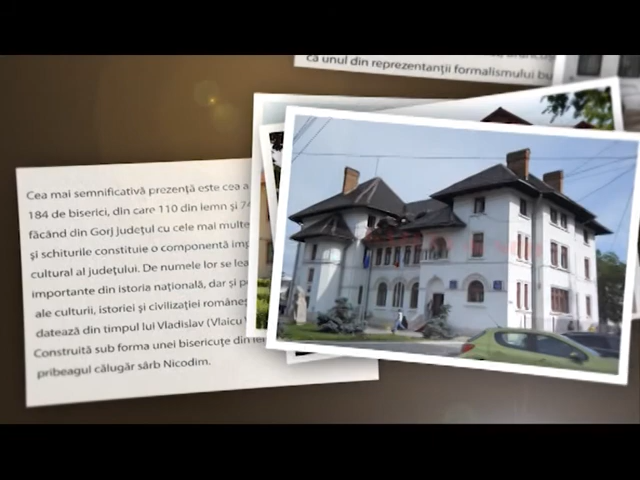 ca unul din reprezentanții formalismului bu
Cea mai semnificativă prezență este cea a
184 de biserici, din care 110 din lemn și 74
făcând din Gorj județul cu cele mai multe
și schiturile constituie o componentă imp
cultural al județului. De numele lor se lea
importante din istoria națională, dar și p
ale culturii, istoriei și civilizației româneș
datează din timpul lui Vladislav (Vlaicu V
Construită sub forma unei bisericuțe din le
pribeagul călugăr sârb Nicodim.